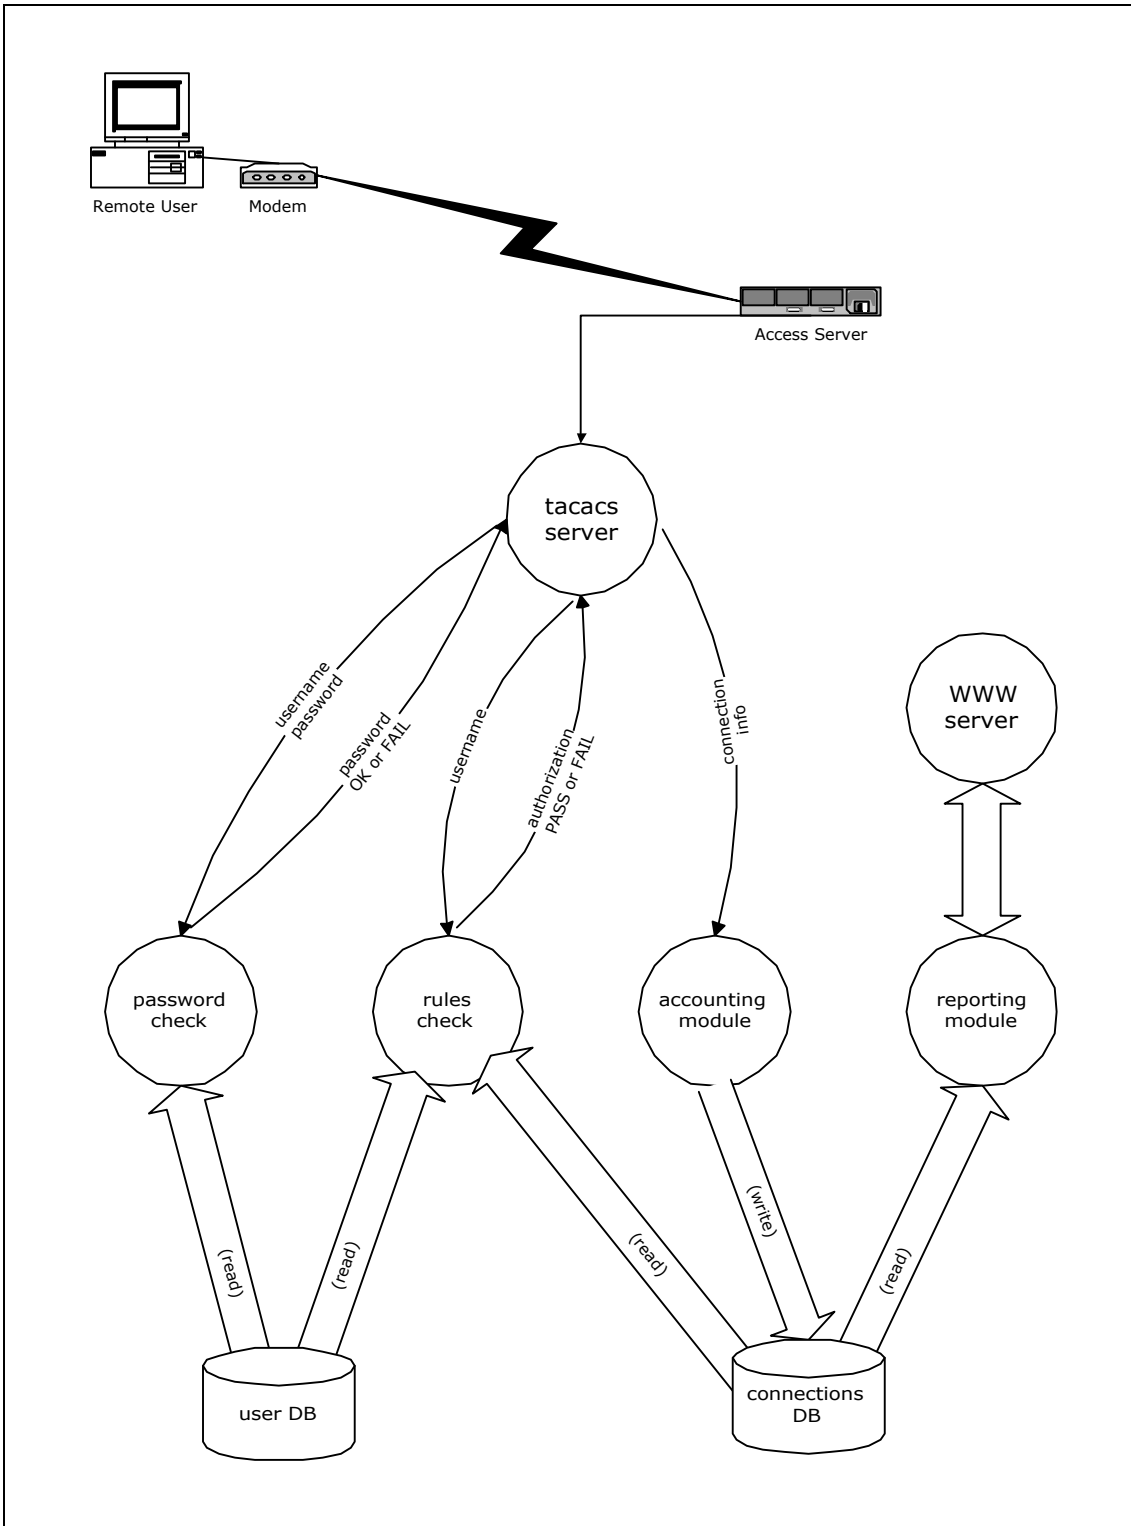 Remote User
Modem
Access Server
tacacs
server
username
password
password
OK or FAIL
username
authorization
PASS or FAIL
connection
info
WWW
server
password
check
rules
check
accounting
module
reporting
module
(read)
(read)
(read)
(write)
(read)
user DB
connections
DB